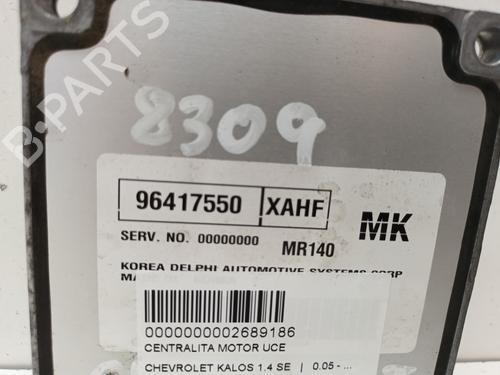 B-PARTS
8309
96417550 XAHF
MK
SERV. NO. 00000000 MR140
KOREA DELPHI AUTOMOTIVE SYSTEMS CORP
0000000002689186
CENTRALITA MOTOR UCE
CHEVROLET KALOS 1.4 SE | 0.05 - ...